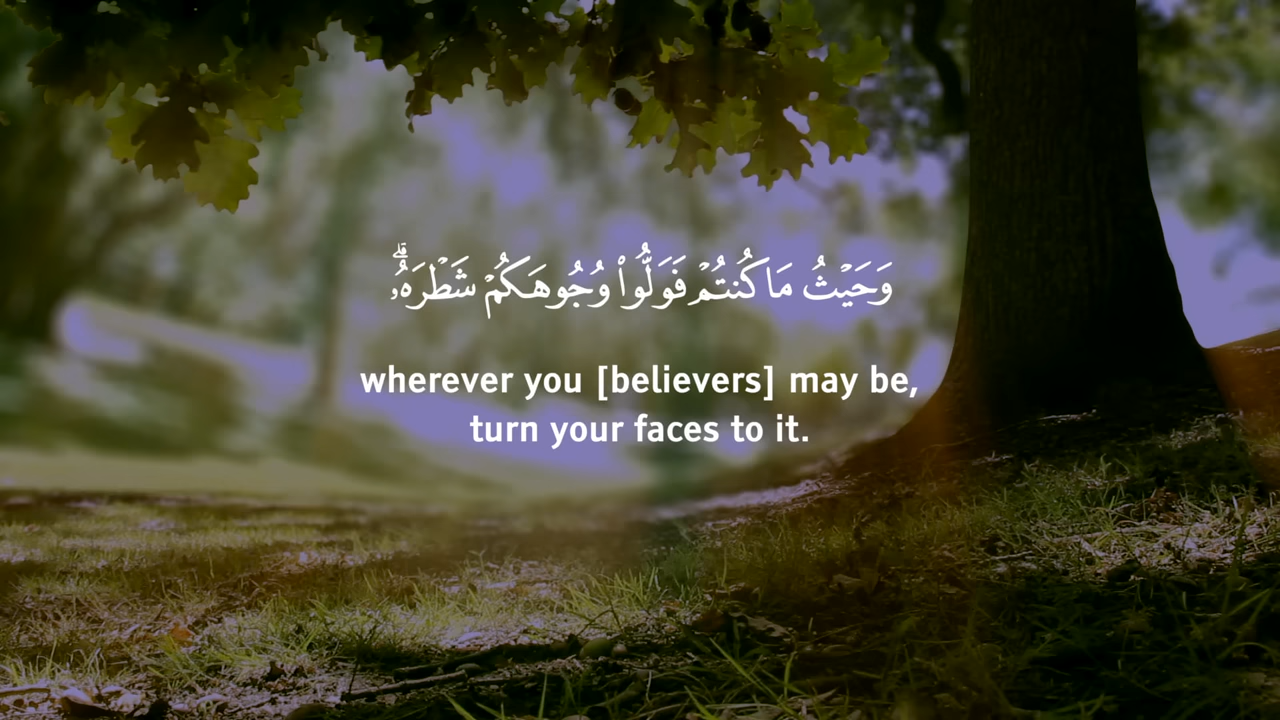 وَحَيْثُ مَا كُنتُمْ فَوَلُّوا۟ وُجُوهَكُمْ شَطْرَهُۥ ۗ
wherever you [believers] may be,
turn your faces to it.